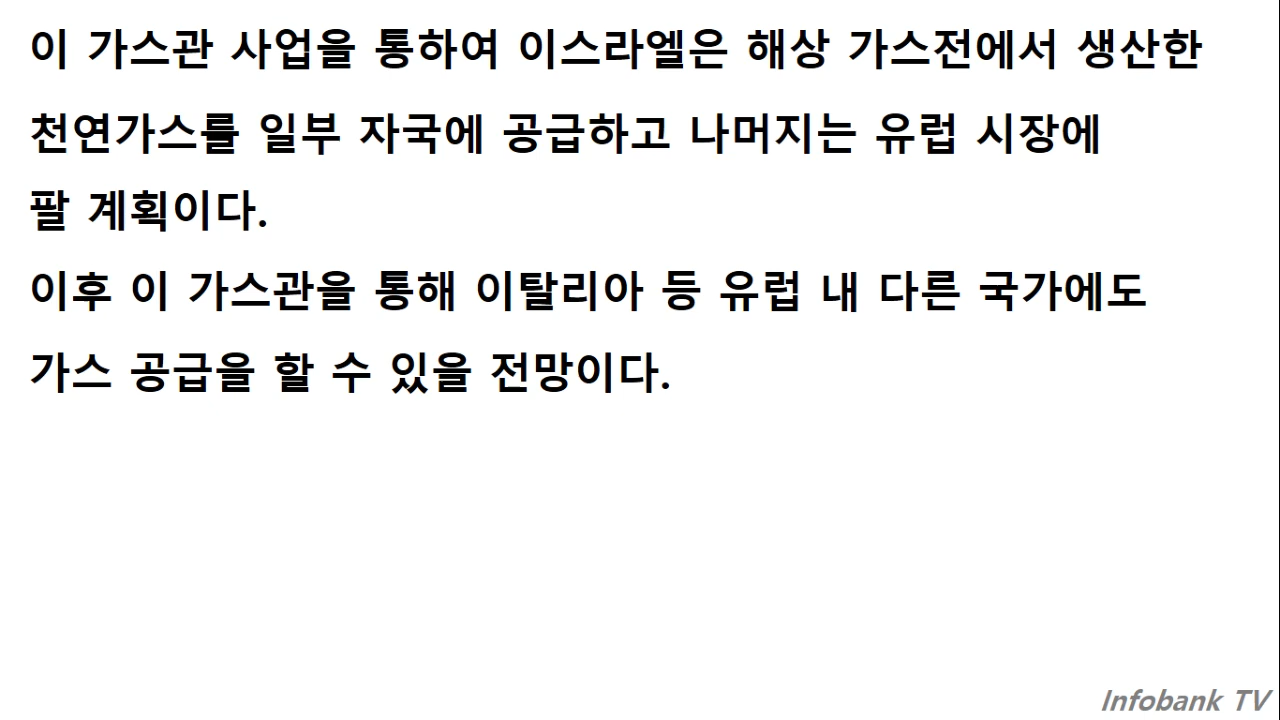 이 가스관 사업을 통하여 이스라엘은 해상 가스전에서 생산한
천연가스를 일부 자국에 공급하고 나머지는 유럽 시장에
팔 계획이다.
이후 이 가스관을 통해 이탈리아 등 유럽 내 다른 국가에도
가스 공급을 할 수 있을 전망이다.
Infobank TV